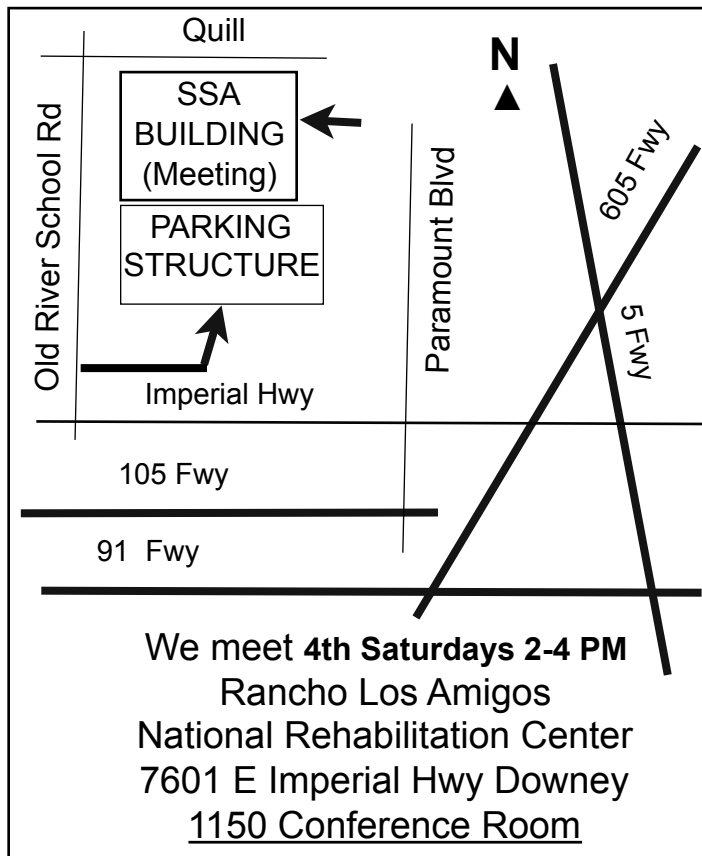 Quill
N
Old River School Rd
SSA
BUILDING
(Meeting)
PARKING
STRUCTURE
Paramount Blvd
605 Fwy
5 Fwy
Imperial Hwy
105 Fwy
91 Fwy
We meet 4th Saturdays 2-4 PM
Rancho Los Amigos
National Rehabilitation Center
7601 E Imperial Hwy Downey
1150 Conference Room